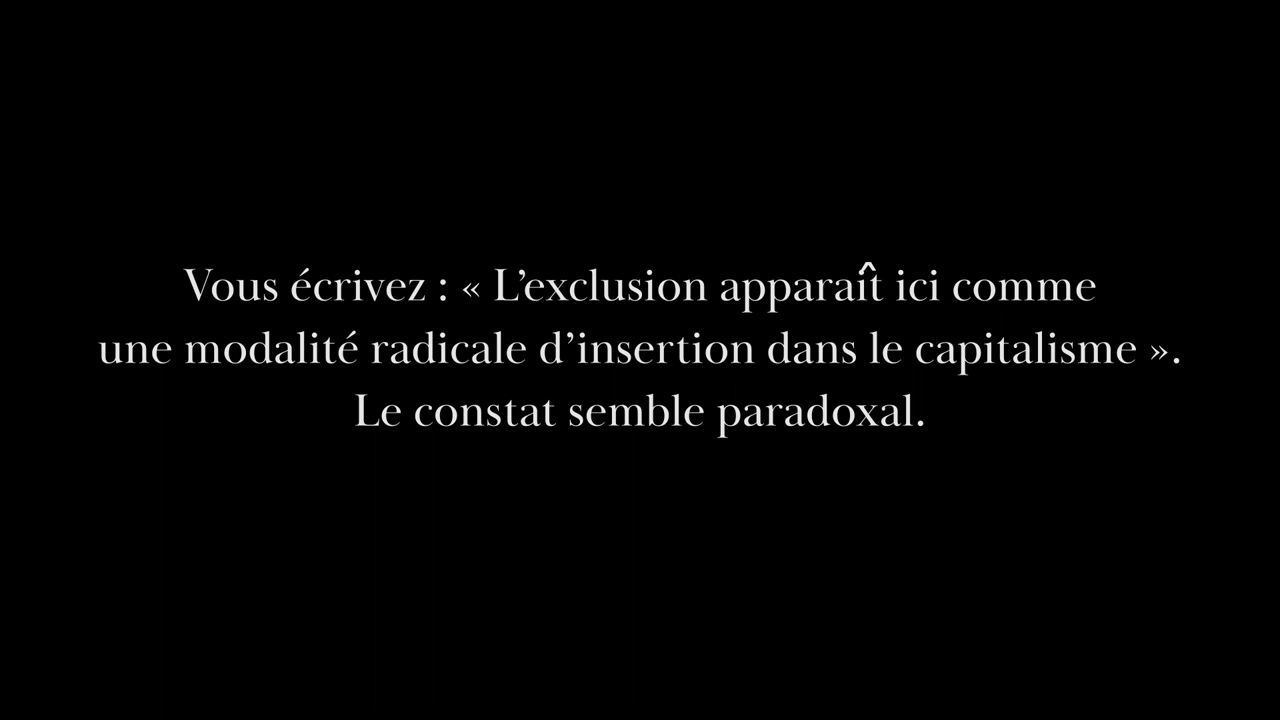 Vous écrivez : « L’exclusion apparaît ici comme
une modalité radicale d’insertion dans le capitalisme ».
Le constat semble paradoxal.